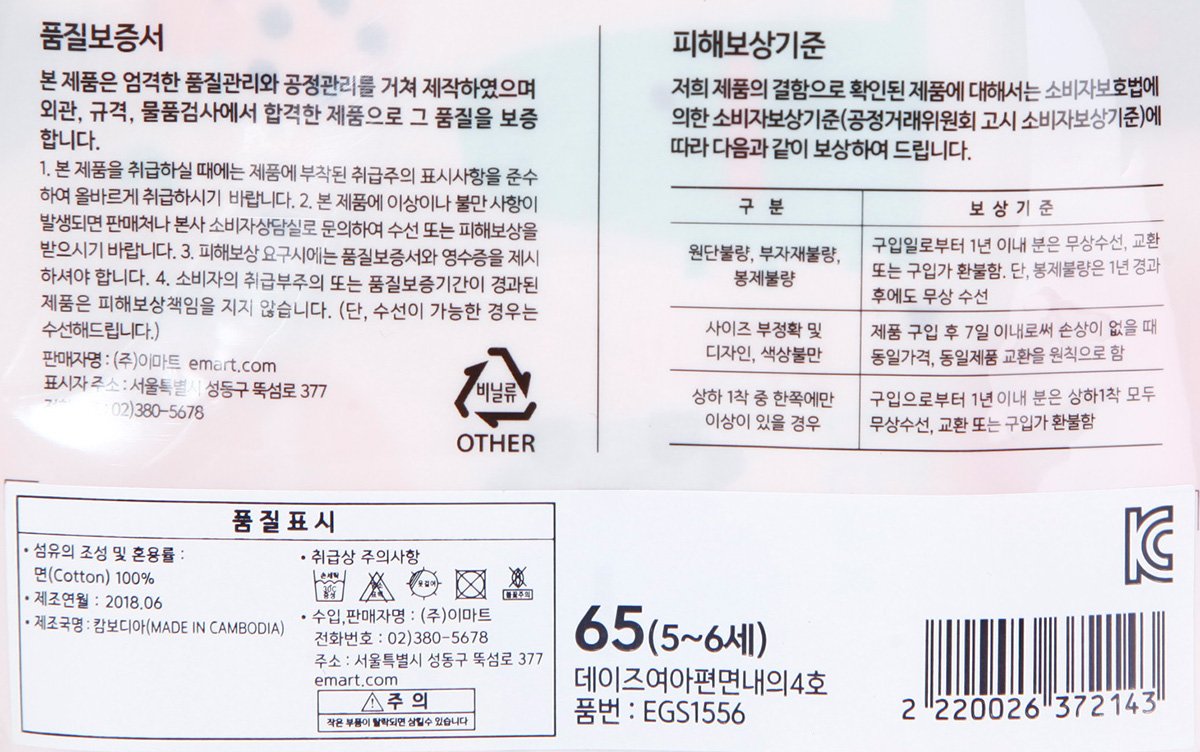 품질보증서
본 제품은 엄격한 품질관리와 공정관리를 거쳐 제작하였으며
외관, 규격, 물품검사에서 합격한 제품으로 그 품질을 보증
합니다.
1. 본 제품을 취급하실 때에는 제품에 부착된 취급주의 표시사항을 준수
하여 올바르게 취급하시기 바랍니다. 2. 본 제품에 이상이나 불만 사항이
발생되면 판매처나 본사 소비자상담실로 문의하여 수선 또는 피해보상을
받으시기 바랍니다. 3. 피해보상 요구시에는 품질보증서와 영수증을 제시
하셔야 합니다. 4. 소비자의 취급부주의 또는 품질보증기간이 경과된
제품은 피해보상책임을 지지 않습니다. (단, 수선이 가능한 경우는
수선해드립니다.)
판매자명 : (주)이마트 emart.com
표시자 주소 : 서울특별시 성동구 뚝섬로 377
02)380-5678
비닐류
OTHER
피해보상기준
저희 제품의 결함으로 확인된 제품에 대해서는 소비자보호법에
의한 소비자보상기준(공정거래위원회 고시 소비자보상기준)에
따라 다음과 같이 보상하여 드립니다.
구 분 보 상 기 준
원단불량, 부자재불량,
봉제불량
구입일로부터 1년 이내 분은 무상수선, 교환
또는 구입가 환불함. 단, 봉제불량은 1년 경과
후에도 무상 수선
사이즈 부정확 및
디자인, 색상불만
제품 구입 후 7일 이내로써 손상이 없을 때
동일가격, 동일제품 교환을 원칙으로 함
상하 1착 중 한쪽에만
이상이 있을 경우
구입으로부터 1년 이내 분은 상하1착 모두
무상수선, 교환 또는 구입가 환불함
품 질 표 시
• 섬유의 조성 및 혼용률 :
면(Cotton) 100%
• 제조연월 : 2018.06
• 제조국명 : 캄보디아(MADE IN CAMBODIA)
• 취급상 주의사항
손세탁
30℃
중성
옷걸이
불꽃주의
• 수입,판매자명 : (주)이마트
전화번호 : 02)380-5678
주소 : 서울특별시 성동구 뚝섬로 377
emart.com
주 의
작은 부품이 탈락되면 삼킬수 있습니다
65(5~6세)
데이즈여아편면내의4호
품번 : EGS1556
KC
2 220026 372143